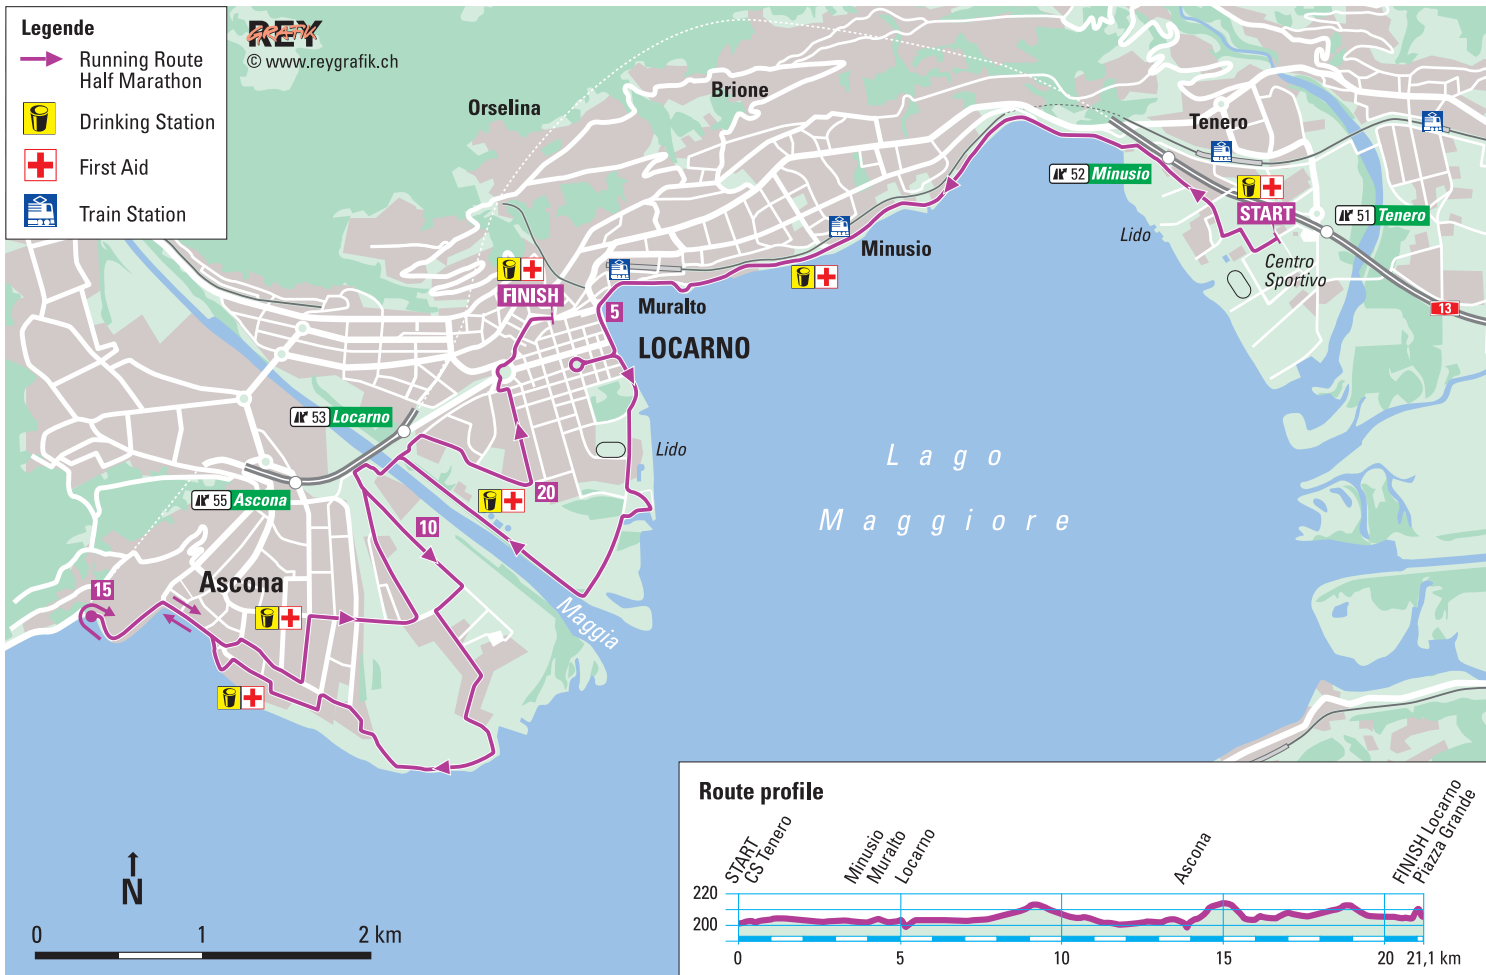 Legende
Running Route
Half Marathon
Drinking Station
First Aid
Train Station
REY
GRAFIK
© www.reygrafik.ch
Orselina
Brione
Tenero
52 Minusio
START
51 Tenero
Lido
Centro
Sportivo
13
Minusio
FINISH
5
Muralto
LOCARNO
53 Locarno
Lido
Lago
Maggiore
55 Ascona
20
10
Ascona
15
Maggia
N
0 1 2 km
Route profile
START
CS Tenero
Minusio
Muralto
Locarno
Ascona
FINISH Locarno
Piazza Grande
220
200
0 5 10 15 20 21,1 km